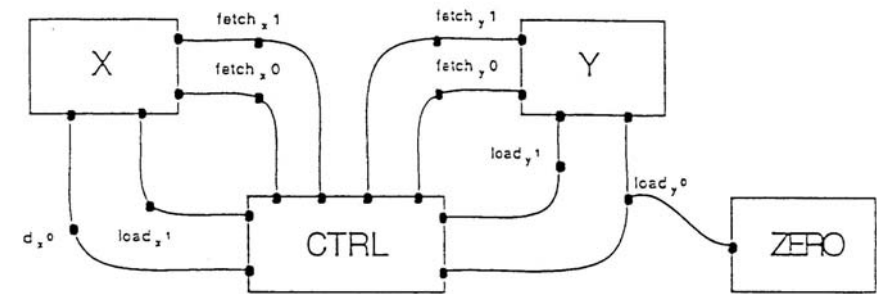 fetch x 1
fetch y 1
X
Y
fetch x 0
fetch y 0
load y 1
load y 0
d x 0
load x 1
CTRL
ZERO